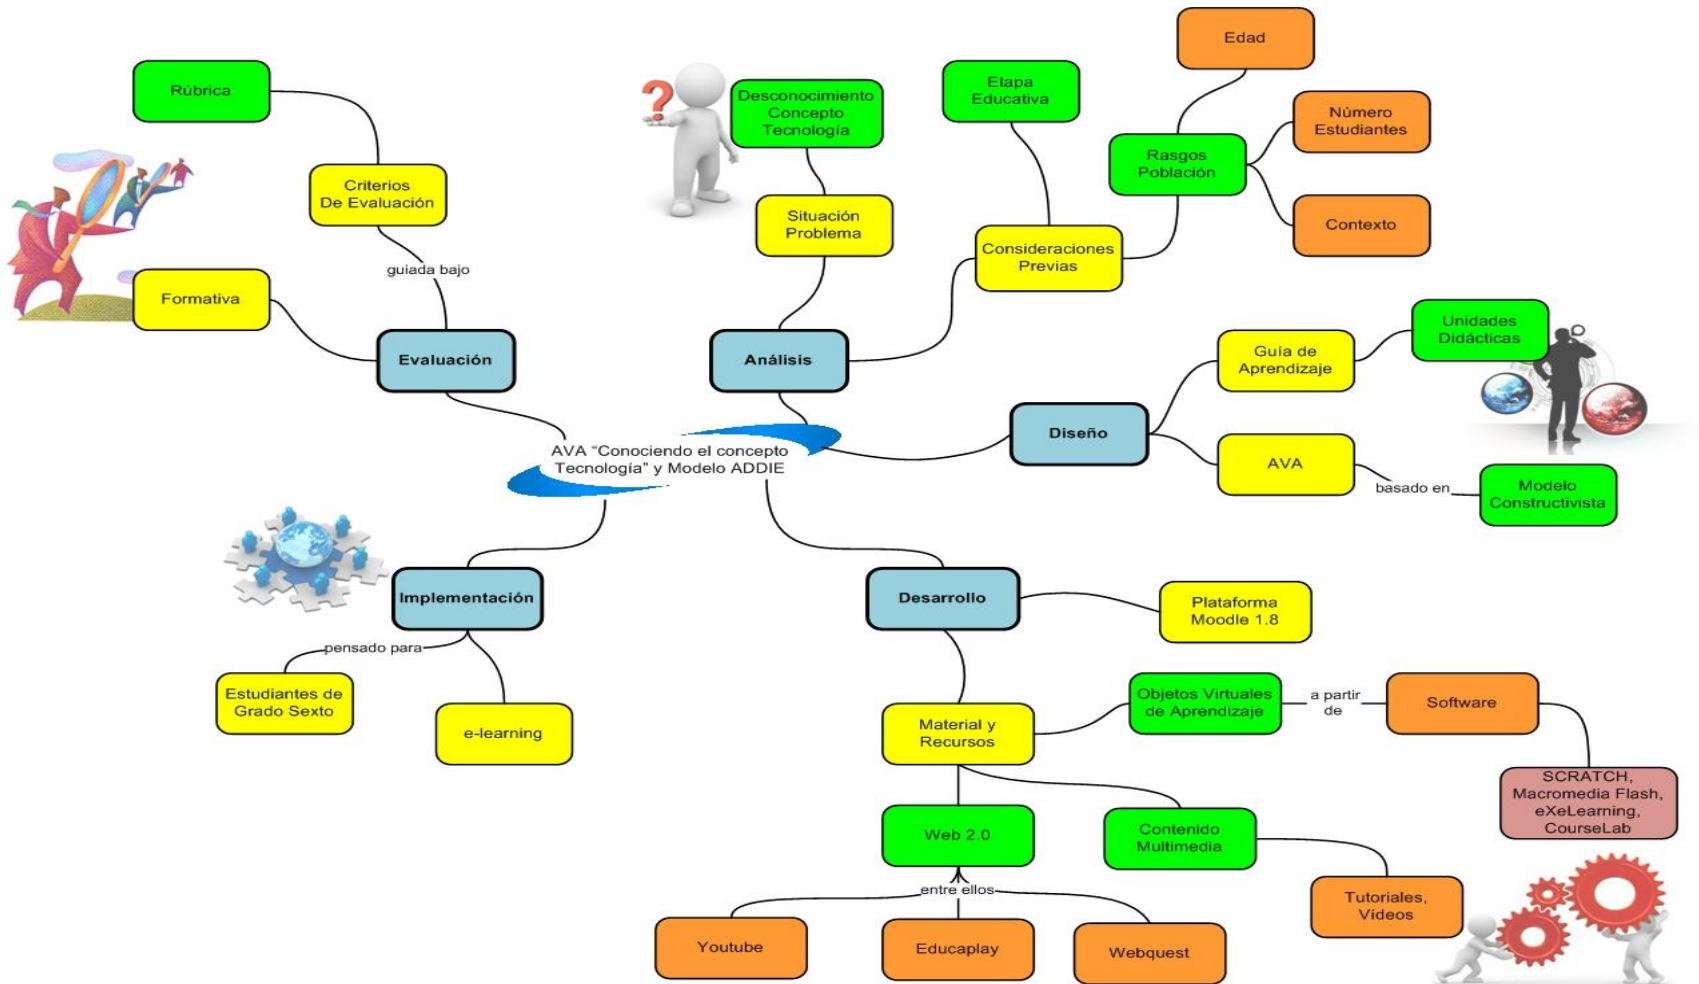 Edad
Rúbrica
Desconocimiento
Concepto
Tecnología
Etapa
Educativa
Número
Estudiantes
Rasgos
Población
Criterios
De Evaluación
Situación
Problema
Contexto
Consideraciones
Previas
guiada bajo
Formativa
Unidades
Didácticas
Evaluación
Análisis
Guía de
Aprendizaje
Diseño
AVA “Conociendo el concepto
Tecnología” y Modelo ADDIE
AVA
basado en
Modelo
Constructivista
Implementación
Desarrollo
Plataforma
Moodle 1.8
pensado para
Estudiantes de
Grado Sexto
e-learning
Material y
Recursos
Objetos Virtuales
de Aprendizaje
a partir
de
Software
SCRATCH,
Macromedia Flash,
eXeLearning,
CourseLab
Web 2.0
Contenido
Multimedia
entre ellos
Tutoriales,
Vídeos
Youtube
Educaplay
Webquest